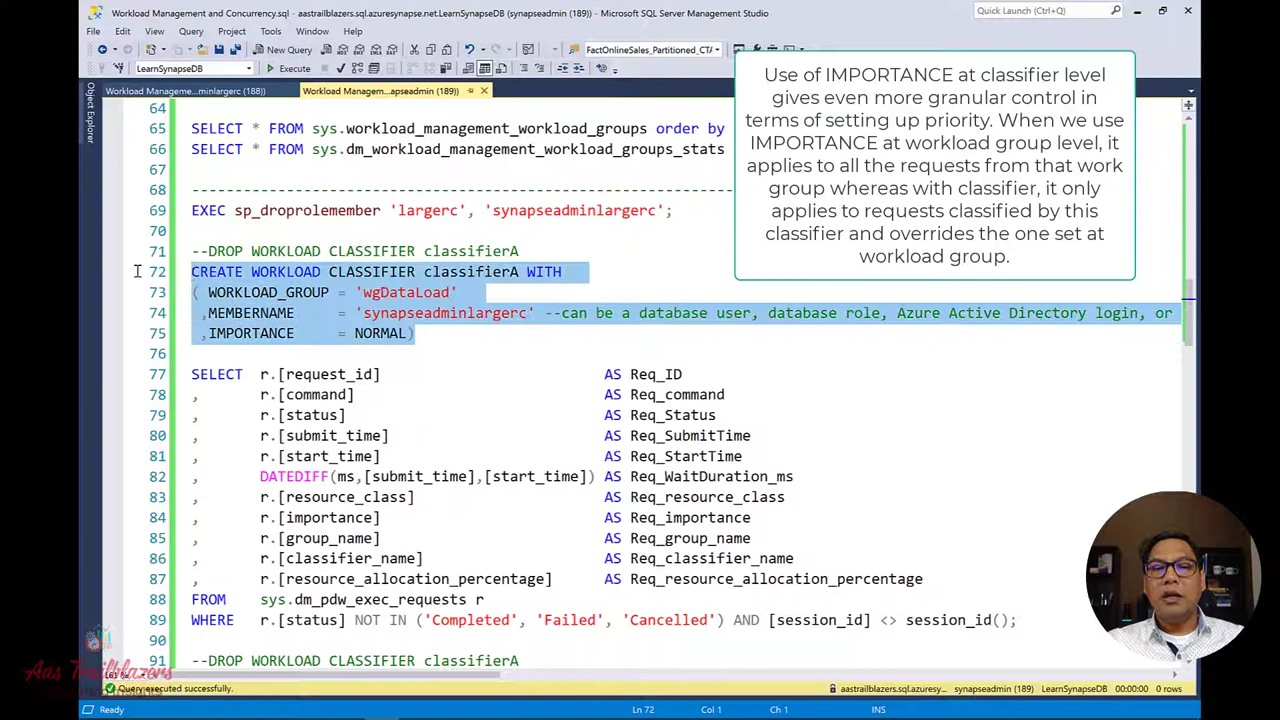 Workload Management and Concurrency.sql - aastrailblazers.sql.azuresynapse.net.LearnSynapseDB (synapseadmin (189)) - Microsoft SQL Server Management Studio
Quick Launch (Ctrl+Q)
File Edit View Query Project Tools Window Help
New Query
FactOnlineSales_Partitioned_CTA
LearnSynapseDB
Execute
Workload Manageme...minlargerc (188))
Workload Managem...apseadmin (189))
Object Explorer
Use of IMPORTANCE at classifier level
gives even more granular control in
terms of setting up priority. When we use
IMPORTANCE at workload group level, it
applies to all the requests from that work
group whereas with classifier, it only
applies to requests classified by this
classifier and overrides the one set at
workload group.
64
65 SELECT * FROM sys.workload_management_workload_groups order by
66 SELECT * FROM sys.dm_workload_management_workload_groups_stats
67
68 ----------------------------------------------------------------
69 EXEC sp_droprolemember 'largerc', 'synapseadminlargerc';
70
71 --DROP WORKLOAD CLASSIFIER classifierA
72 CREATE WORKLOAD CLASSIFIER classifierA WITH
73 ( WORKLOAD_GROUP = 'wgDataLoad'
74 ,MEMBERNAME = 'synapseadminlargerc' --can be a database user, database role, Azure Active Directory login, or
75 ,IMPORTANCE = NORMAL)
76
77 SELECT r.[request_id] AS Req_ID
78 , r.[command] AS Req_command
79 , r.[status] AS Req_Status
80 , r.[submit_time] AS Req_SubmitTime
81 , r.[start_time] AS Req_StartTime
82 , DATEDIFF(ms,[submit_time],[start_time]) AS Req_WaitDuration_ms
83 , r.[resource_class] AS Req_resource_class
84 , r.[importance] AS Req_importance
85 , r.[group_name] AS Req_group_name
86 , r.[classifier_name] AS Req_classifier_name
87 , r.[resource_allocation_percentage] AS Req_resource_allocation_percentage
88 FROM sys.dm_pdw_exec_requests r
89 WHERE r.[status] NOT IN ('Completed', 'Failed', 'Cancelled') AND [session_id] <> session_id();
90
91 --DROP WORKLOAD CLASSIFIER classifierA
Aas Trailblazers
Query executed successfully.
aastrailblazers.sql.azuresy...
synapseadmin (189)
LearnSynapseDB
00:00:00
0 rows
Ready
Ln 72
Col 1
Ch 1
INS